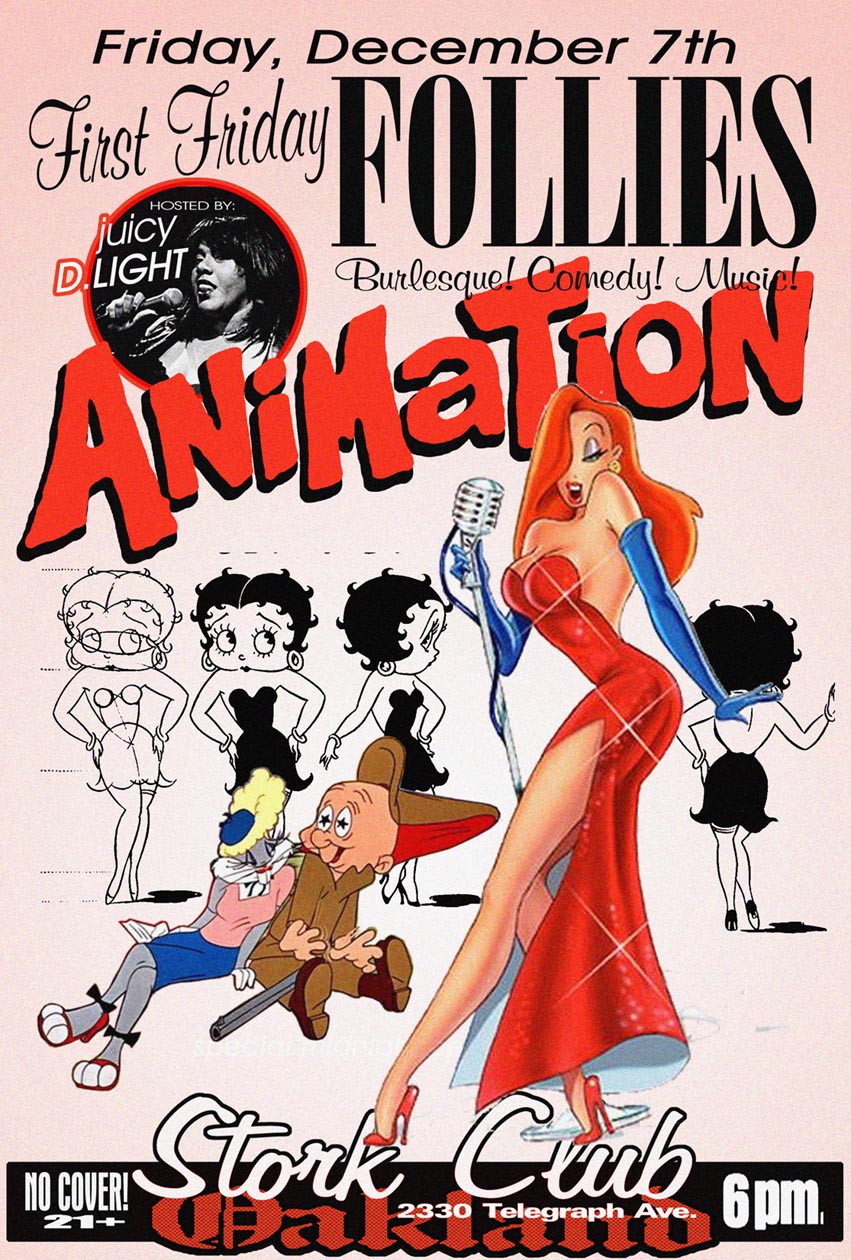 Friday, December 7th
First Friday FOLLIES
HOSTED BY:
juicy
D.LIGHT
Burlesque! Comedy! Music!
ANiMaTiON
Stork Club
NO COVER!
21+
2330 Telegraph Ave.
6pm.
Oakland